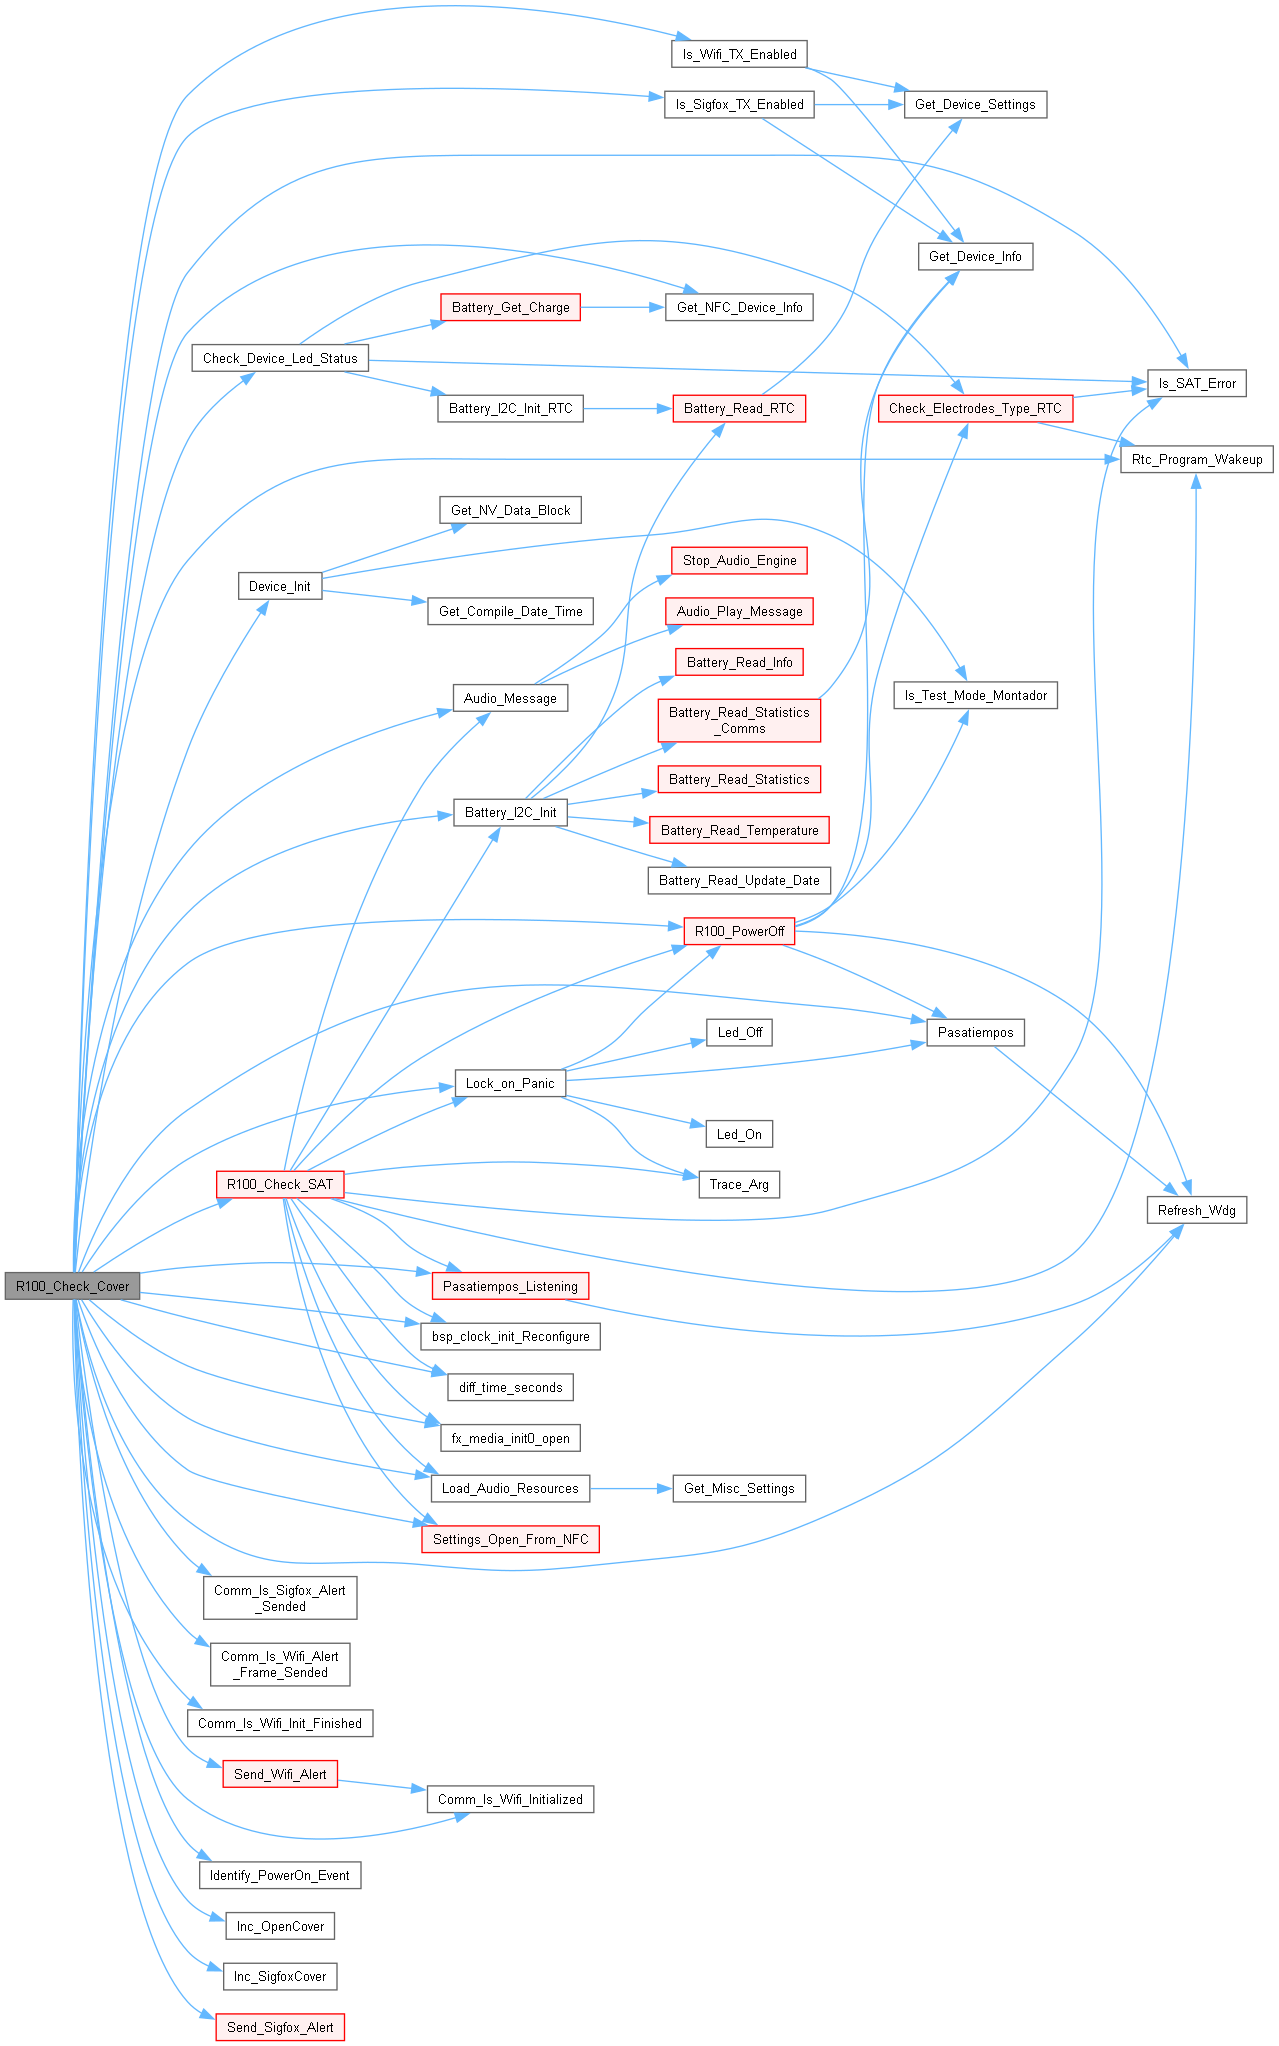 Is_Wifi_TX_Enabled
Is_Sigfox_TX_Enabled
Get_Device_Settings
Get_Device_Info
Battery_Get_Charge
Get_NFC_Device_Info
Check_Device_Led_Status
Is_SAT_Error
Battery_I2C_Init_RTC
Battery_Read_RTC
Check_Electrodes_Type_RTC
Rtc_Program_Wakeup
Get_NV_Data_Block
Stop_Audio_Engine
Device_Init
Get_Compile_Date_Time
Audio_Play_Message
Battery_Read_Info
Is_Test_Mode_Montador
Audio_Message
Battery_Read_Statistics
_Comms
Battery_Read_Statistics
Battery_I2C_Init
Battery_Read_Temperature
Battery_Read_Update_Date
R100_PowerOff
Led_Off
Pasatiempos
Lock_on_Panic
Led_On
R100_Check_SAT
Trace_Arg
Refresh_Wdg
R100_Check_Cover
Pasatiempos_Listening
bsp_clock_init_Reconfigure
diff_time_seconds
fx_media_init0_open
Load_Audio_Resources
Get_Misc_Settings
Settings_Open_From_NFC
Comm_Is_Sigfox_Alert
_Sended
Comm_Is_Wifi_Alert
_Frame_Sended
Comm_Is_Wifi_Init_Finished
Send_Wifi_Alert
Comm_Is_Wifi_Initialized
Identify_PowerOn_Event
Inc_OpenCover
Inc_SigfoxCover
Send_Sigfox_Alert